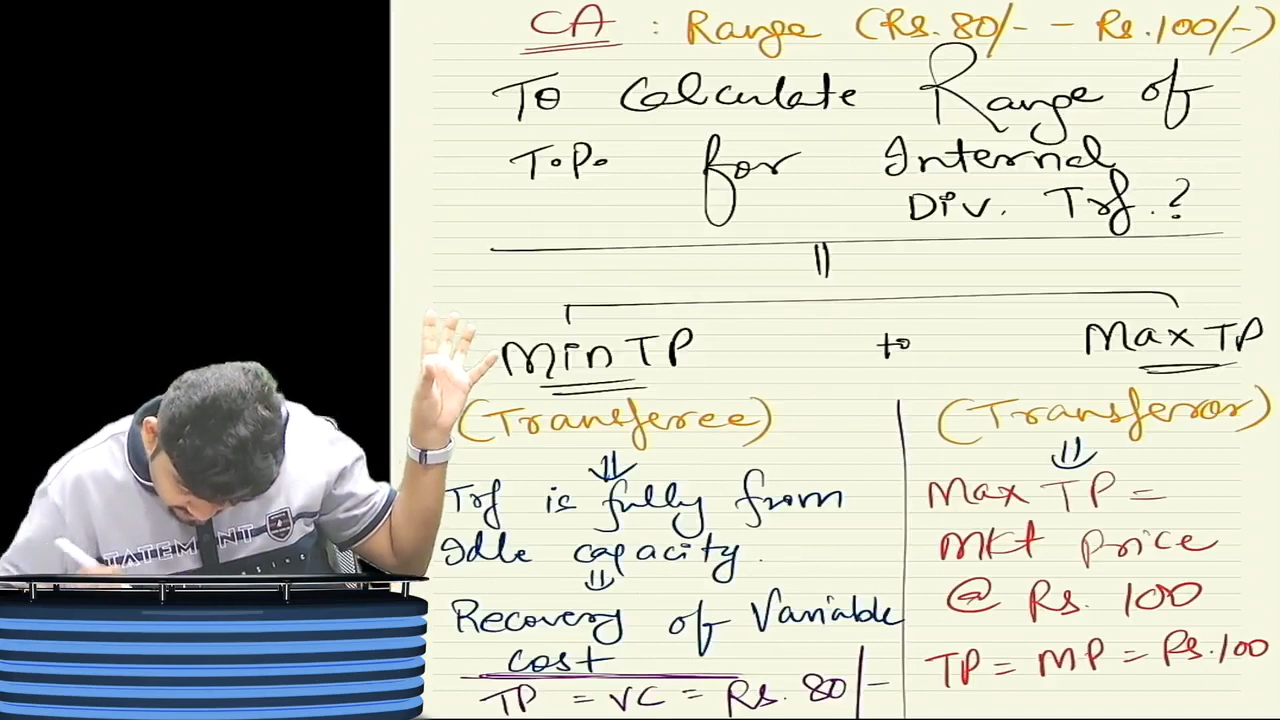 CA : Range (Rs.80/- - Rs.100/-)
To Calculate Range of
T.P. for Internal
Div. Trf.?
Min TP to Max TP
(Transferee)
Trf is fully from
Idle capacity.
Recovery of Variable
cost
TP = VC = Rs. 80/-
(Transferor)
Max TP =
Mkt price
@ Rs. 100
TP = MP = Rs.100
TATEM NT